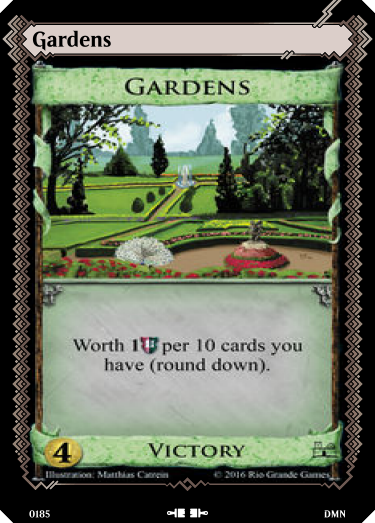 Gardens
GARDENS
Worth 1 per 10 cards you
have (round down).
4
VICTORY
Illustration: Matthias Catrein © 2016 Rio Grande Games
0185 DMN